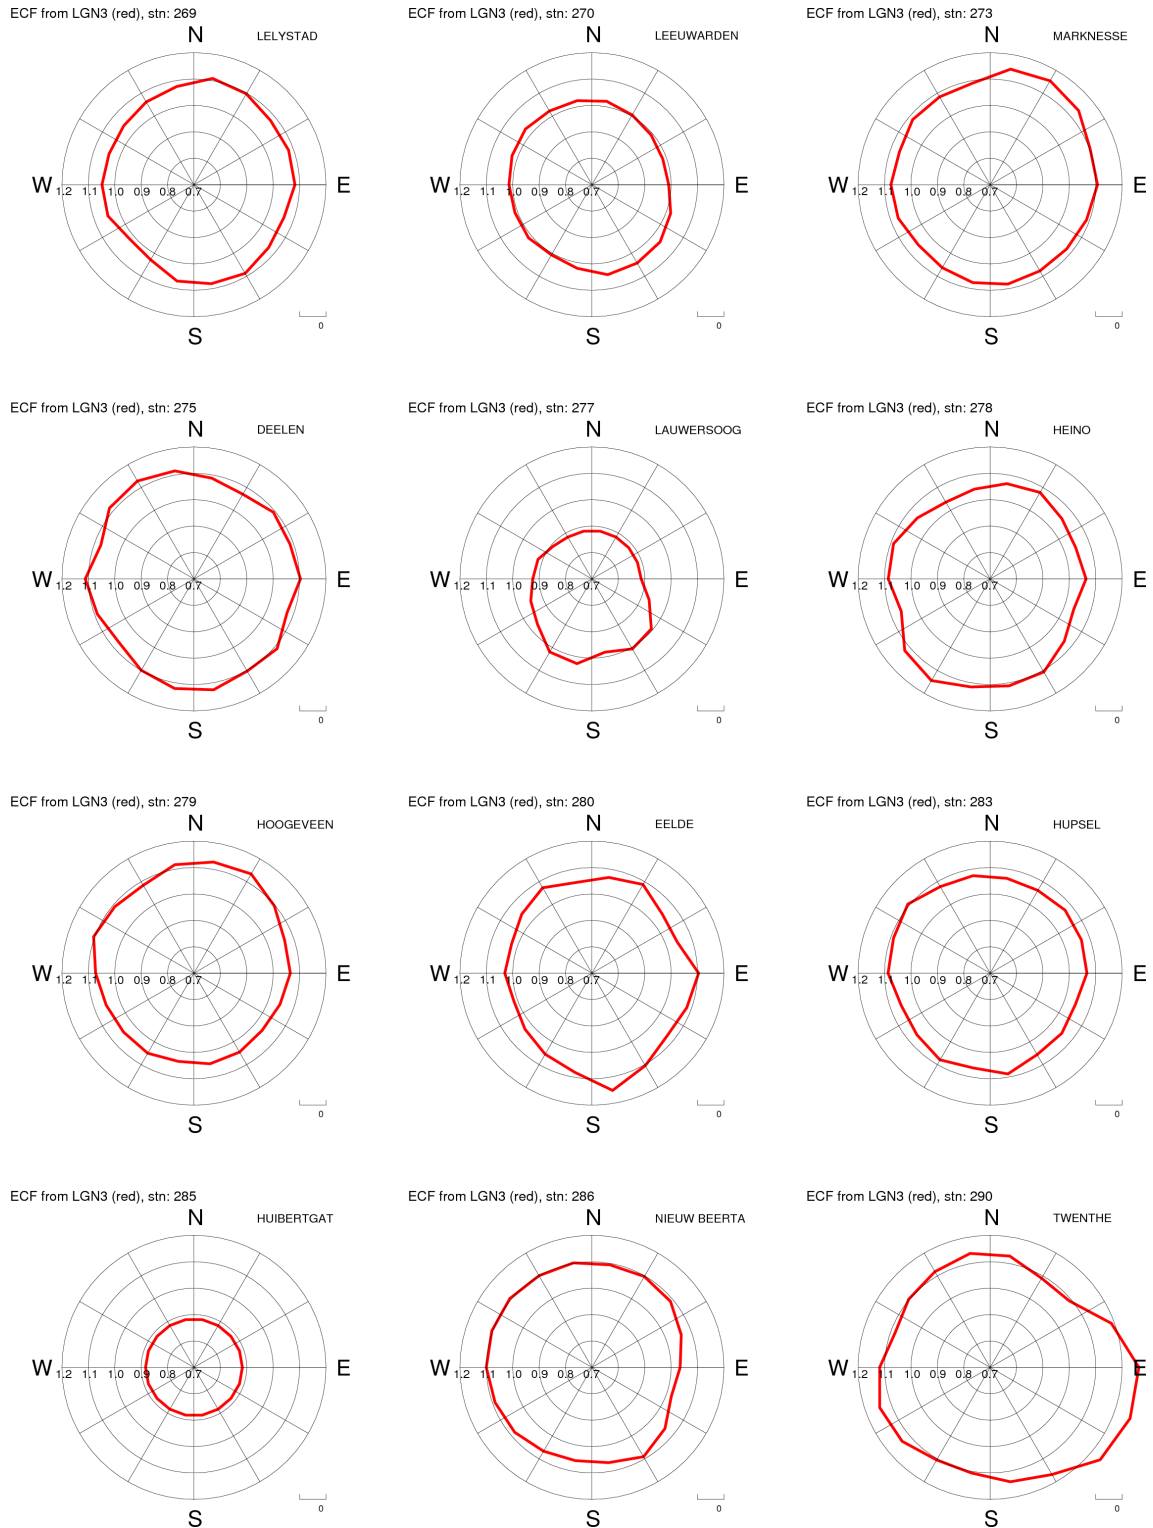 ECF from LGN3 (red), stn: 269
N
LELYSTAD
W 1.2 1.1 1.0 0.9 0.8 0.7 E
0
S
ECF from LGN3 (red), stn: 270
N
LEEUWARDEN
W 1.2 1.1 1.0 0.9 0.8 0.7 E
0
S
ECF from LGN3 (red), stn: 273
N
MARKNESSE
W 1.2 1.1 1.0 0.9 0.8 0.7 E
0
S
ECF from LGN3 (red), stn: 275
N
DEELEN
W 1.2 1.1 1.0 0.9 0.8 0.7 E
0
S
ECF from LGN3 (red), stn: 277
N
LAUWERSOOG
W 1.2 1.1 1.0 0.9 0.8 0.7 E
0
S
ECF from LGN3 (red), stn: 278
N
HEINO
W 1.2 1.1 1.0 0.9 0.8 0.7 E
0
S
ECF from LGN3 (red), stn: 279
N
HOOGEVEEN
W 1.2 1.1 1.0 0.9 0.8 0.7 E
0
S
ECF from LGN3 (red), stn: 280
N
EELDE
W 1.2 1.1 1.0 0.9 0.8 0.7 E
0
S
ECF from LGN3 (red), stn: 283
N
HUPSEL
W 1.2 1.1 1.0 0.9 0.8 0.7 E
0
S
ECF from LGN3 (red), stn: 285
N
HUIBERTGAT
W 1.2 1.1 1.0 0.9 0.8 0.7 E
0
S
ECF from LGN3 (red), stn: 286
N
NIEUW BEERTA
W 1.2 1.1 1.0 0.9 0.8 0.7 E
0
S
ECF from LGN3 (red), stn: 290
N
TWENTHE
W 1.2 1.1 1.0 0.9 0.8 0.7 E
0
S